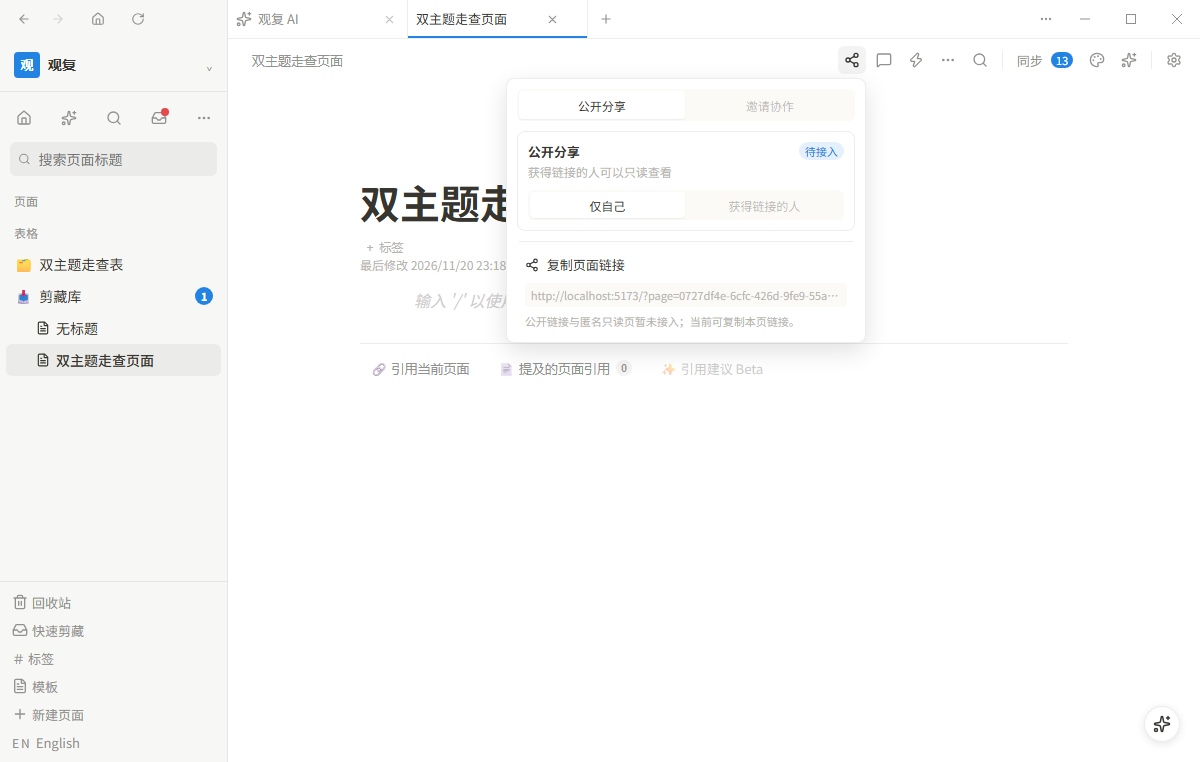 观复 AI
双主题走查页面
观 观复
搜索页面标题
页面
表格
双主题走查表
剪藏库 1
无标题
双主题走查页面
回收站
快速剪藏
# 标签
模板
新建页面
EN English
双主题走查页面
同步 13
双主题走
+ 标签
最后修改 2026/11/20 23:18
输入 '/' 以使用
公开分享 邀请协作
公开分享 待接入
获得链接的人可以只读查看
仅自己 获得链接的人
复制页面链接
http://localhost:5173/?page=0727df4e-6cfc-426d-9fe9-55a…
公开链接与匿名只读页暂未接入；当前可复制本页链接。
引用当前页面 提及的页面引用 0 引用建议 Beta